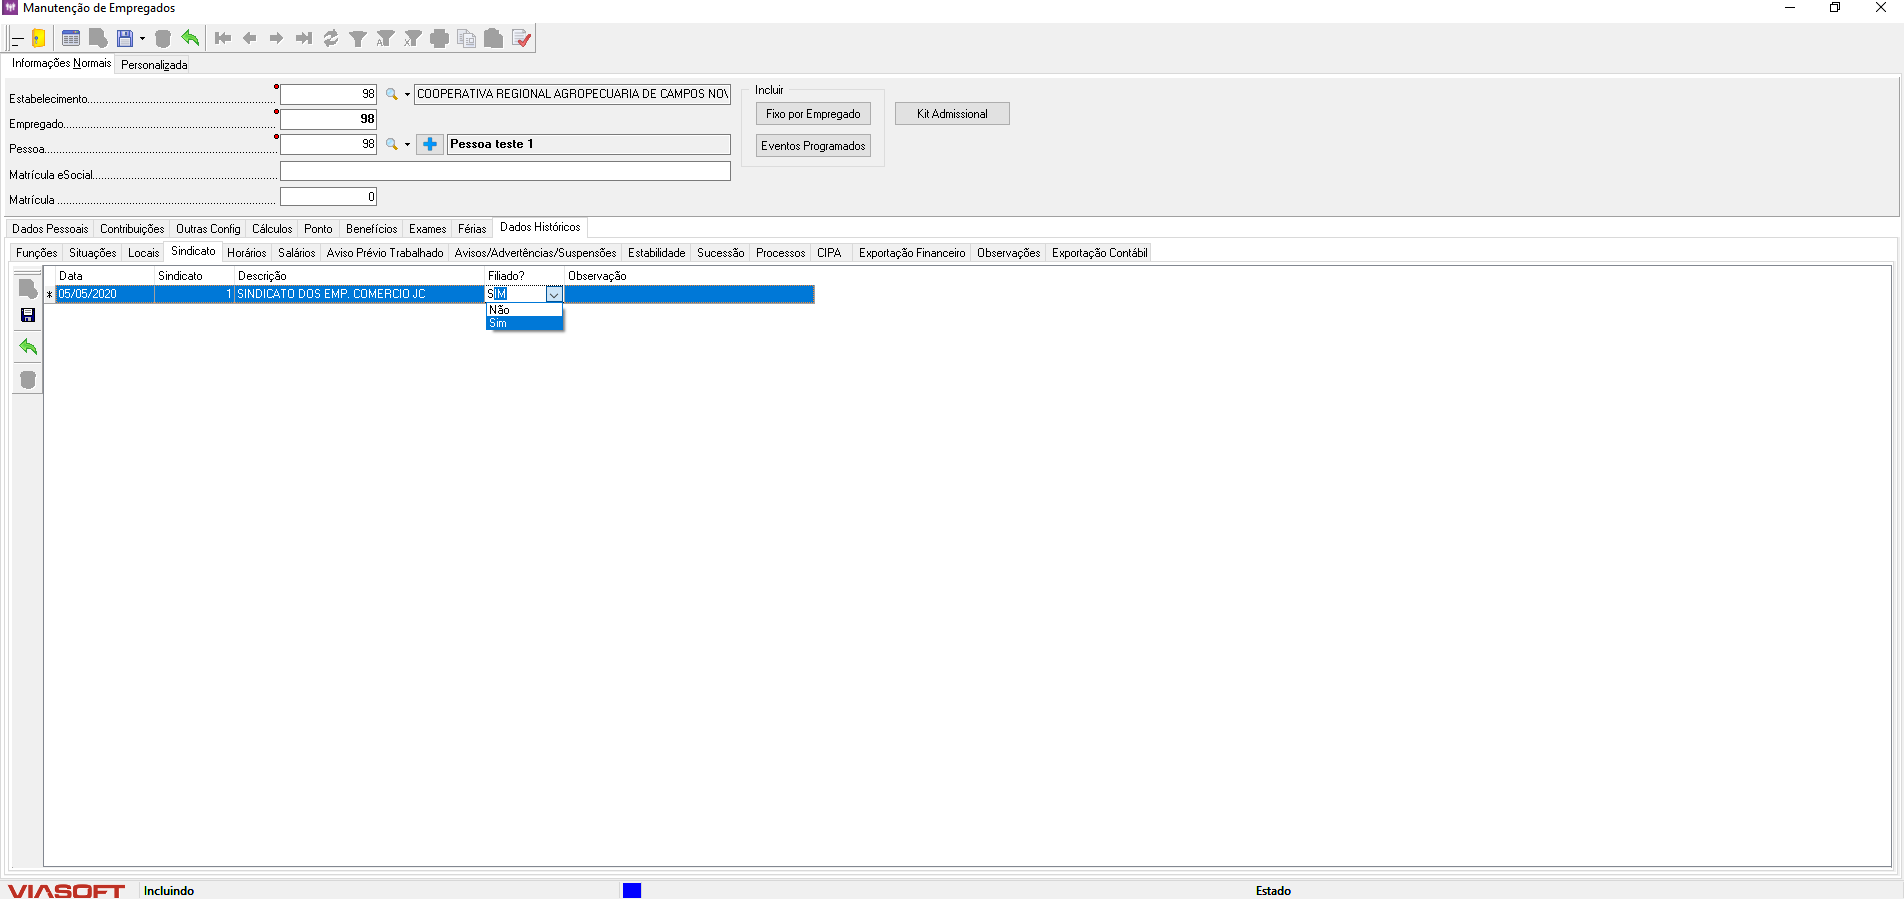 Manutenção de Empregados
Informações Normais Personalizada
Estabelecimento 98 COOPERATIVA REGIONAL AGROPECUARIA DE CAMPOS NOV
Empregado 98
Pessoa 98 Pessoa teste 1
Matrícula eSocial
Matrícula 0
Incluir
Fixo por Empregado
Eventos Programados
Kit Admissional
Dados Pessoais Contribuições Outras Config Cálculos Ponto Benefícios Exames Férias Dados Históricos
Funções Situações Locais Sindicato Horários Salários Aviso Prévio Trabalhado Avisos/Advertências/Suspensões Estabilidade Sucessão Processos CIPA Exportação Financeiro Observações Exportação Contábil
Data Sindicato Descrição Filiado? Observação
* 05/05/2020 1 SINDICATO DOS EMP. COMERCIO JC SIM
Não
Sim
VIASOFT Incluindo Estado